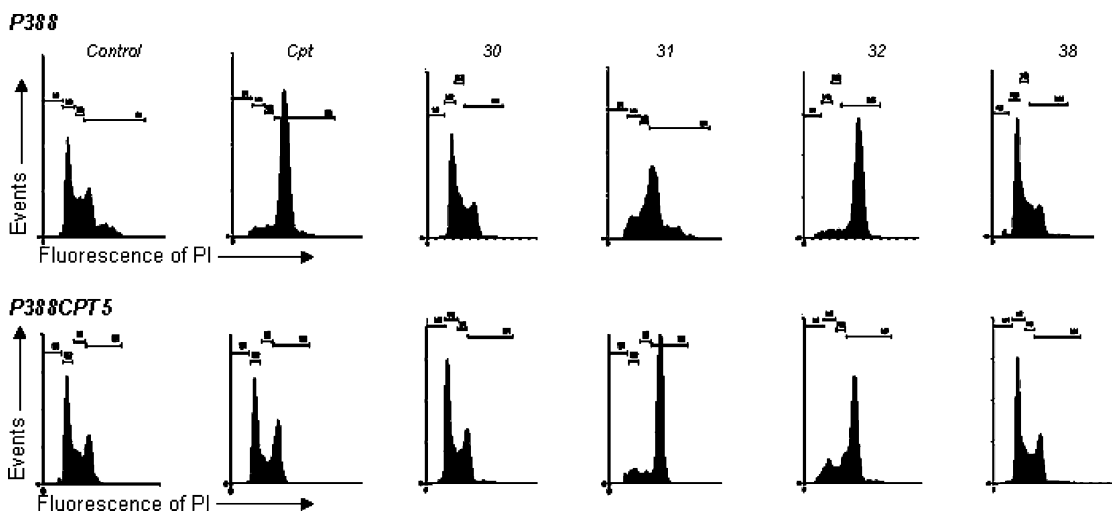 P388
Control Cpt 30 31 32 38
Events
Fluorescence of PI
P388CPT5
Events
Fluorescence of PI